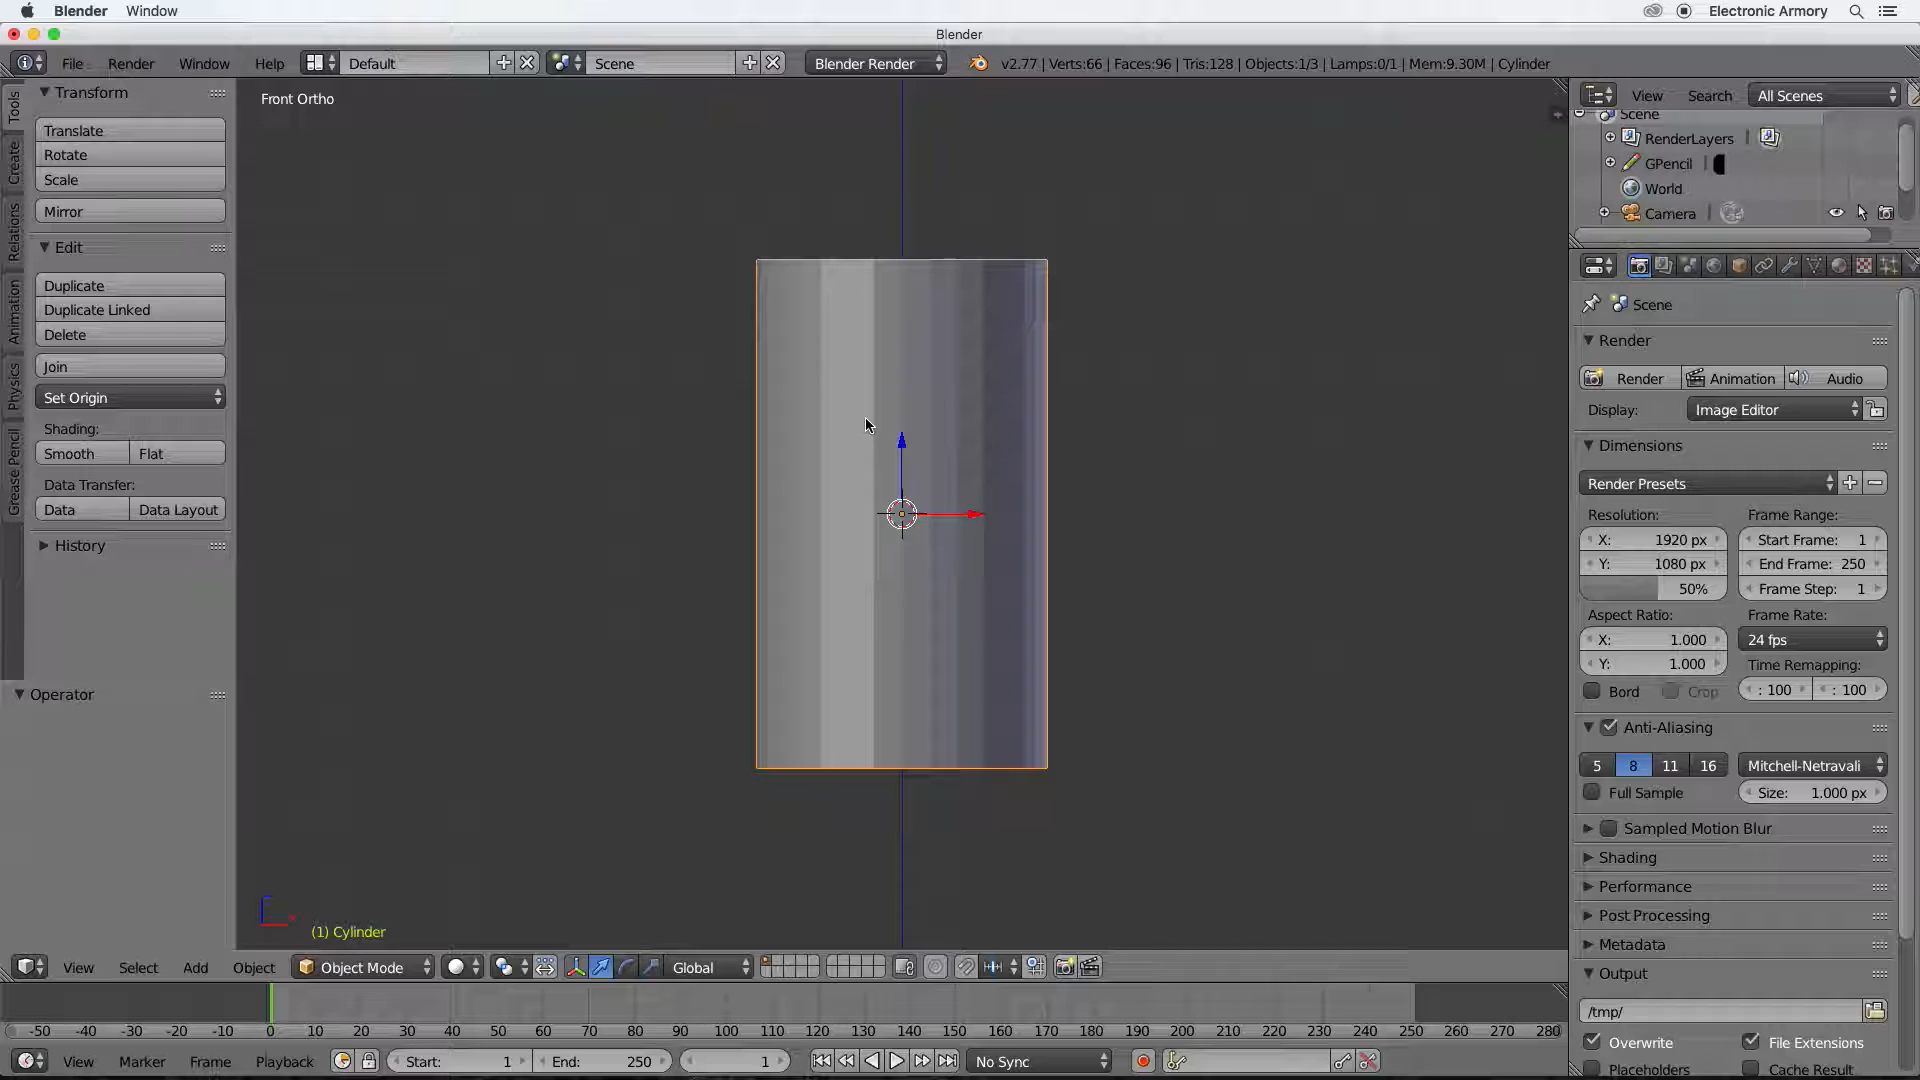 Blender Window Electronic Armory
Blender
File Render Window Help Default Scene Blender Render v2.77 | Verts:66 | Faces:96 | Tris:128 | Objects:1/3 | Lamps:0/1 | Mem:9.30M | Cylinder
Tools
Create
Relations
Animation
Physics
Grease Pencil
Transform
Translate
Rotate
Scale
Mirror
Edit
Duplicate
Duplicate Linked
Delete
Join
Set Origin
Shading:
Smooth Flat
Data Transfer:
Data Data Layout
History
Operator
Front Ortho
(1) Cylinder
View Search All Scenes
Scene
RenderLayers
GPencil
World
Camera
Scene
Render
Render Animation Audio
Display: Image Editor
Dimensions
Render Presets
Resolution: Frame Range:
X: 1920 px Start Frame: 1
Y: 1080 px End Frame: 250
50% Frame Step: 1
Aspect Ratio: Frame Rate:
X: 1.000 24 fps
Y: 1.000 Time Remapping:
Bord Crop : 100 : 100
Anti-Aliasing
5 8 11 16 Mitchell-Netravali
Full Sample Size: 1.000 px
Sampled Motion Blur
Shading
Performance
Post Processing
Metadata
Output
/tmp/
Overwrite File Extensions
Placeholders Cache Result
View Select Add Object Object Mode Global
-50 -40 -30 -20 -10 0 10 20 30 40 50 60 70 80 90 100 110 120 130 140 150 160 170 180 190 200 210 220 230 240 250 260 270 280
View Marker Frame Playback Start: 1 End: 250 1 No Sync